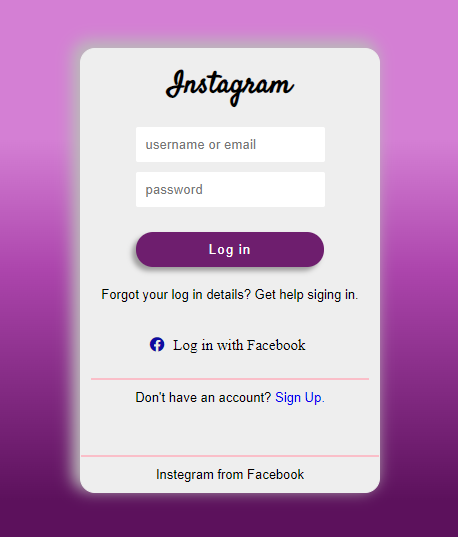 Instagram
username or email
password
Log in
Forgot your log in details? Get help siging in.
Log in with Facebook
Don't have an account? Sign Up.
Instegram from Facebook